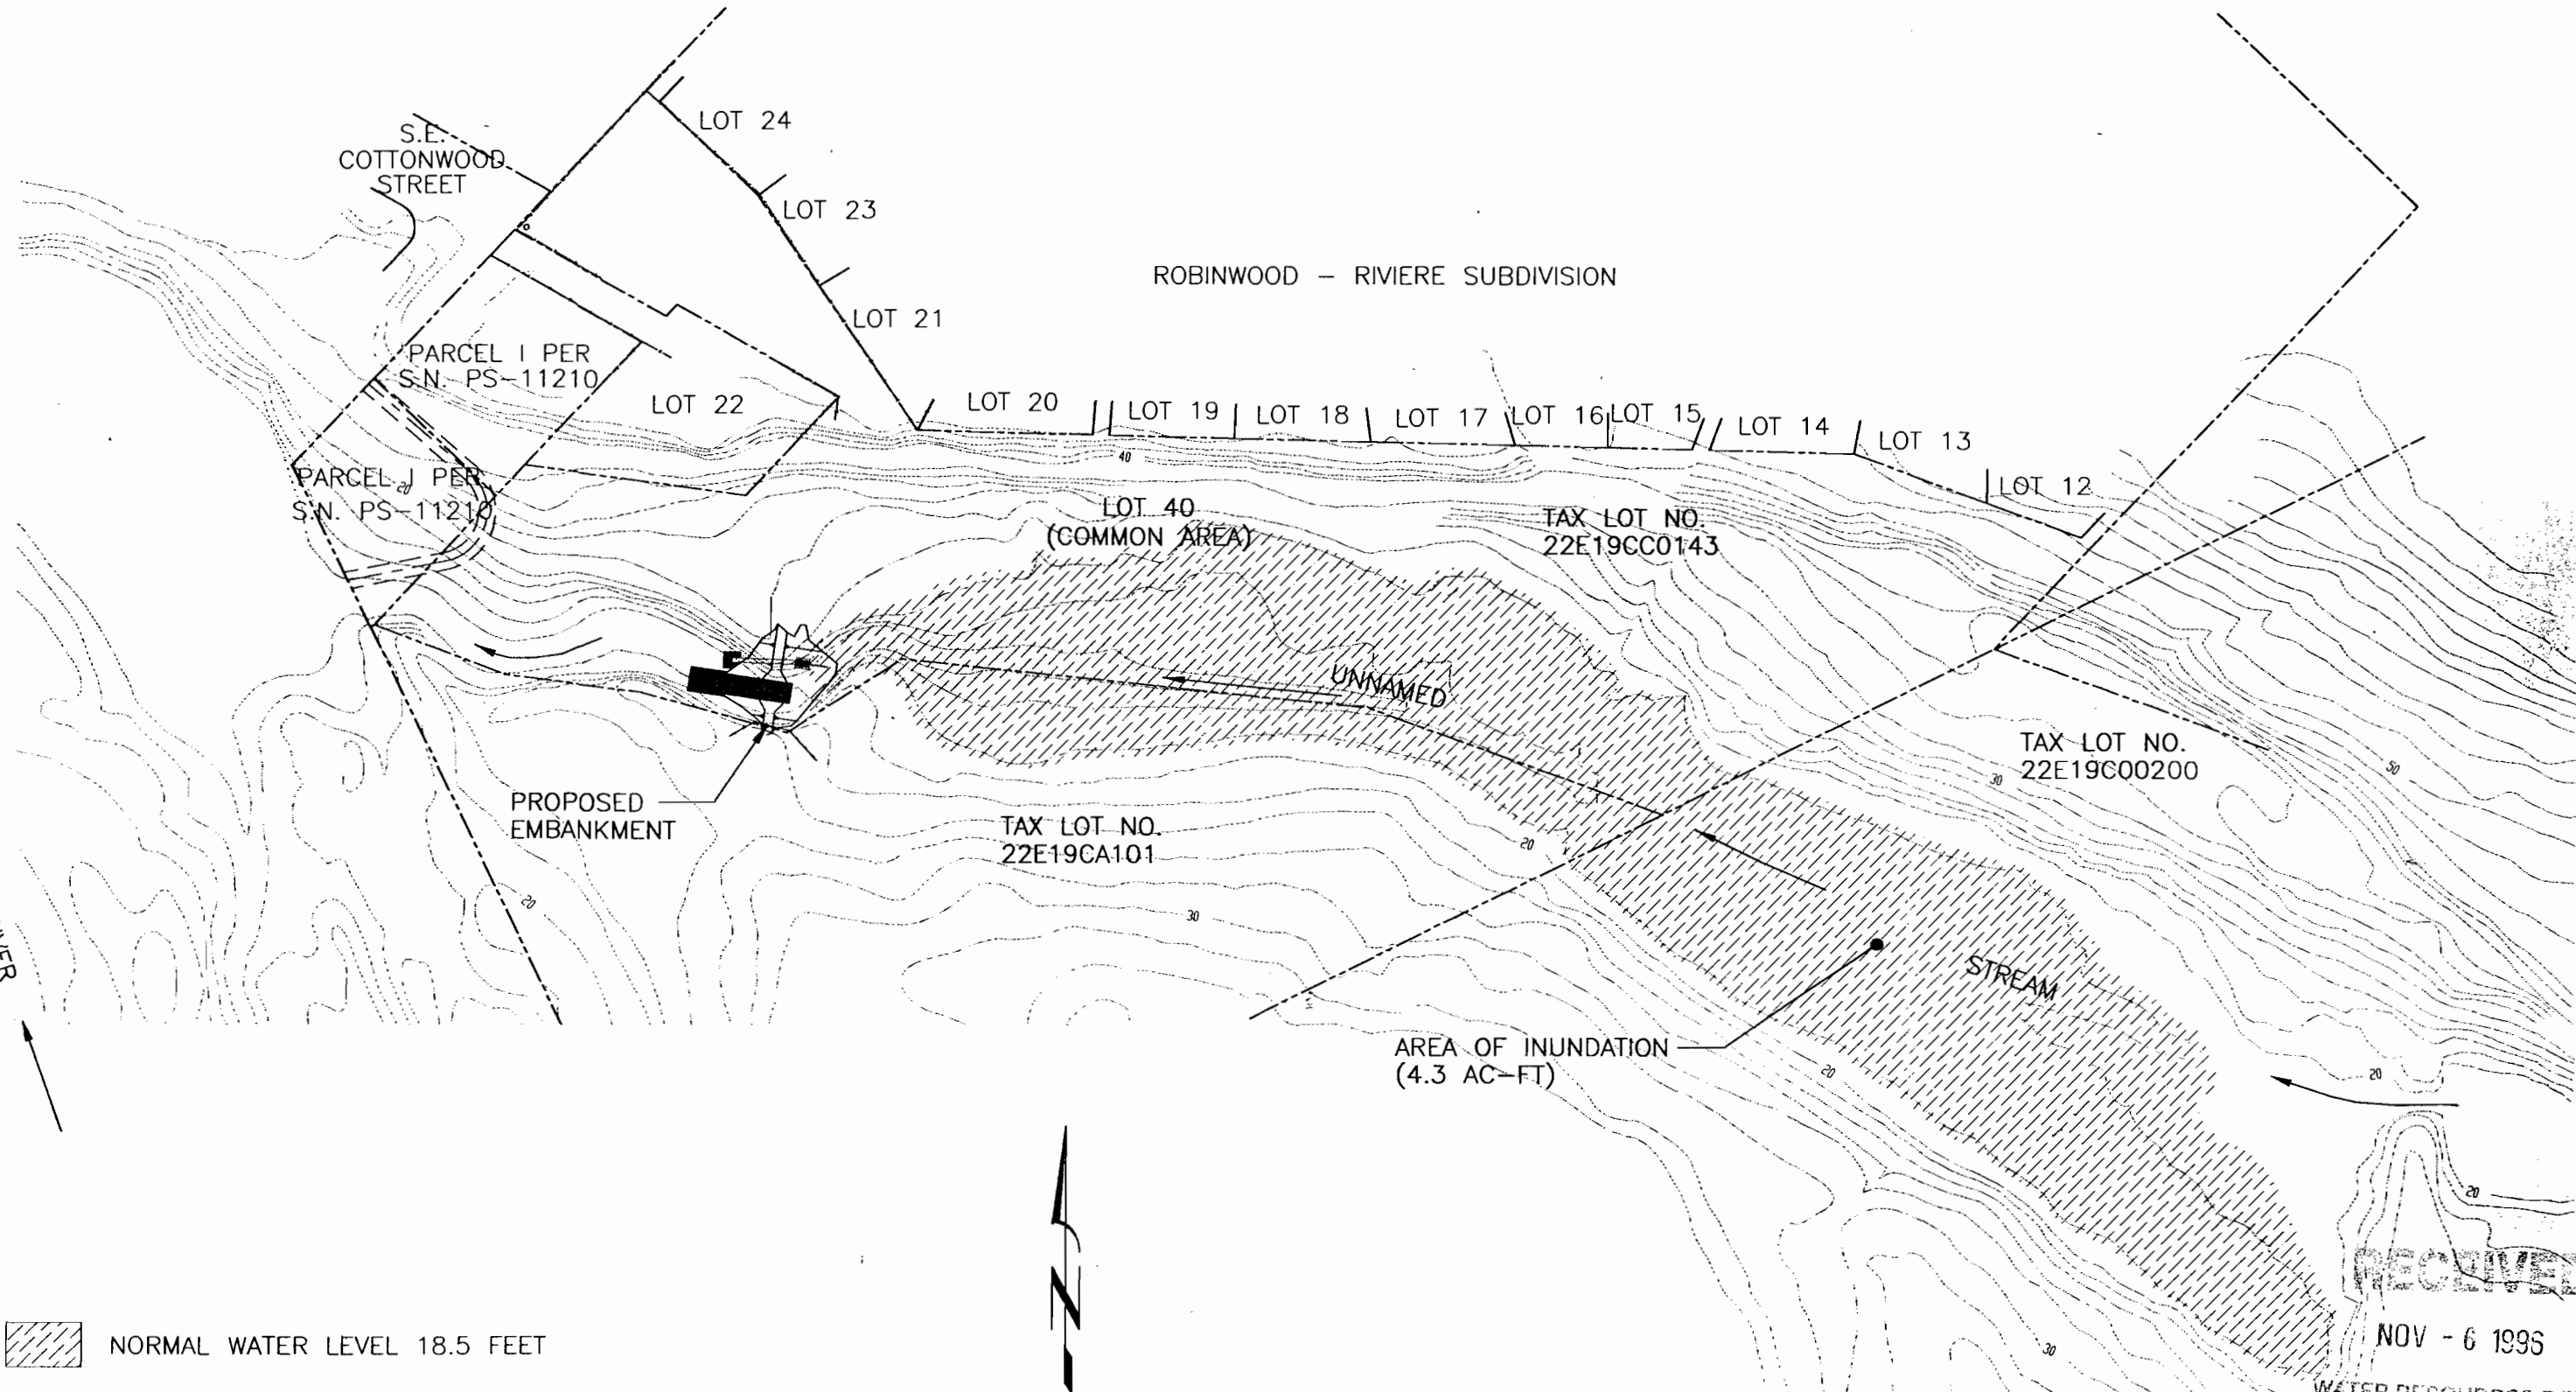 LOT 24
S.E.
COTTONWOOD
STREET
LOT 23
ROBINWOOD – RIVIERE SUBDIVISION
LOT 21
PARCEL I PER
S.N. PS-11210
LOT 22
LOT 20
LOT 19
LOT 18
LOT 17
LOT 16
LOT 15
LOT 14
LOT 13
LOT 12
40
PARCEL J PER
S.N. PS-11210
20
LOT 40
(COMMON AREA)
TAX LOT NO.
22E19CC0143
UNNAMED
TAX LOT NO.
22E19C00200
30
50
PROPOSED
EMBANKMENT
TAX LOT NO.
22E19CA101
20
20
30
STREAM
AREA OF INUNDATION
(4.3 AC-FT)
20
20
20
N
RECEIVED
NOV - 6 1996
NORMAL WATER LEVEL 18.5 FEET
30